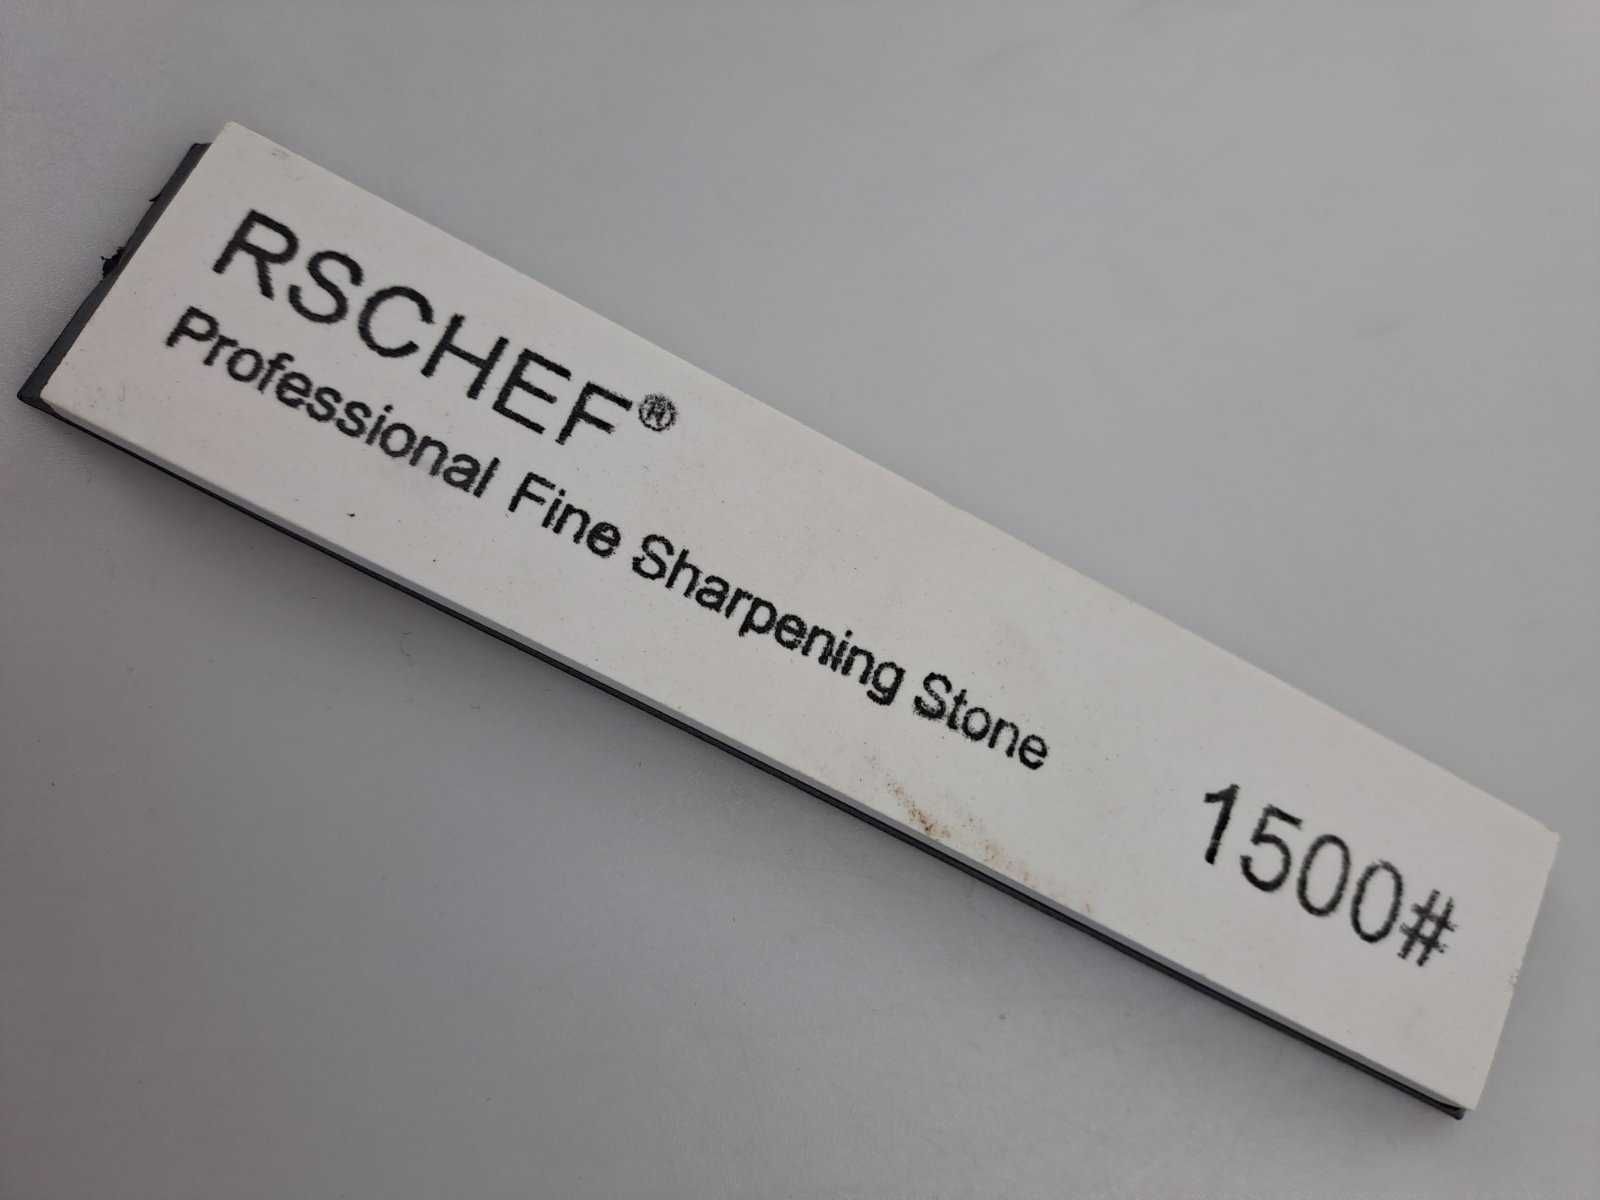 RSCHEF®
Professional Fine Sharpening Stone
1500#